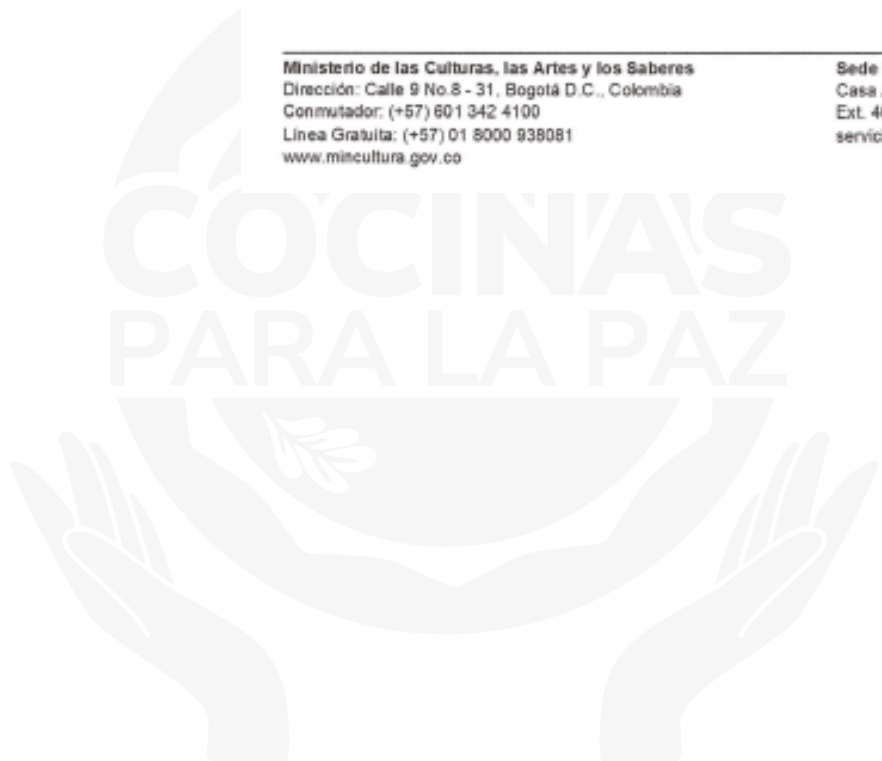 Ministerio de las Culturas, las Artes y los Saberes
Dirección: Calle 9 No.8 - 31, Bogotá D.C., Colombia
Conmutador: (+57) 601 342 4100
Línea Gratuita: (+57) 01 8000 938081
www.mincultura.gov.co
Sede
Casa
Ext.
COCINAS
PARA LA PAZ